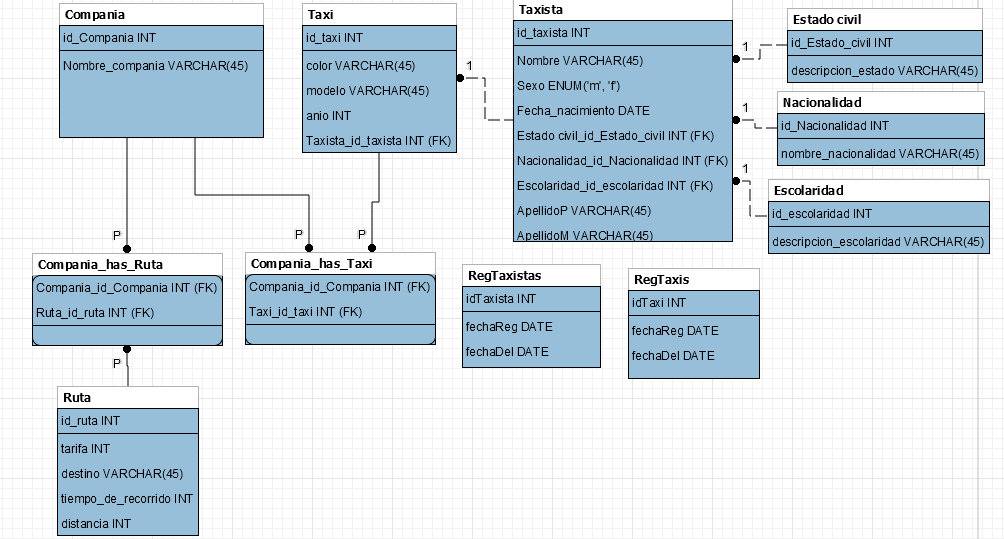 Compania
id_Compania INT
Nombre_compania VARCHAR(45)
Taxi
id_taxi INT
color VARCHAR(45)
modelo VARCHAR(45)
anio INT
Taxista_id_taxista INT (FK)
1
Taxista
id_taxista INT
Nombre VARCHAR(45)
Sexo ENUM('m', 'f')
Fecha_nacimiento DATE
Estado civil_id_Estado_civil INT (FK)
Nacionalidad_id_Nacionalidad INT (FK)
Escolaridad_id_escolaridad INT (FK)
ApellidoP VARCHAR(45)
ApellidoM VARCHAR(45)
1
Estado civil
id_Estado_civil INT
descripcion_estado VARCHAR(45)
1
Nacionalidad
id_Nacionalidad INT
nombre_nacionalidad VARCHAR(45)
1
Escolaridad
id_escolaridad INT
descripcion_escolaridad VARCHAR(45)
P
P
P
Compania_has_Ruta
Compania_id_Compania INT (FK)
Ruta_id_ruta INT (FK)
Compania_has_Taxi
Compania_id_Compania INT (FK)
Taxi_id_taxi INT (FK)
RegTaxistas
idTaxista INT
fechaReg DATE
fechaDel DATE
RegTaxis
idTaxi INT
fechaReg DATE
fechaDel DATE
P
Ruta
id_ruta INT
tarifa INT
destino VARCHAR(45)
tiempo_de_recorrido INT
distancia INT